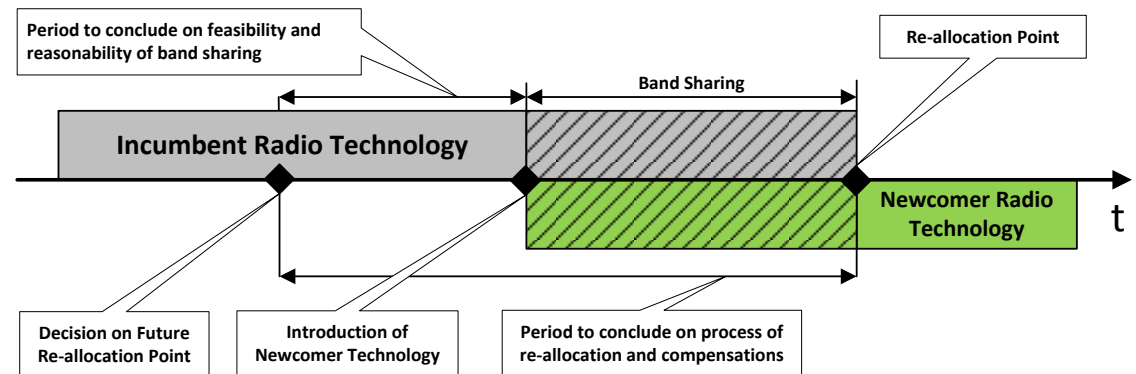 Period to conclude on feasibility and
reasonability of band sharing
Re-allocation Point
Band Sharing
Incumbent Radio Technology
Newcomer Radio
Technology
t
Decision on Future
Re-allocation Point
Introduction of
Newcomer Technology
Period to conclude on process of
re-allocation and compensations